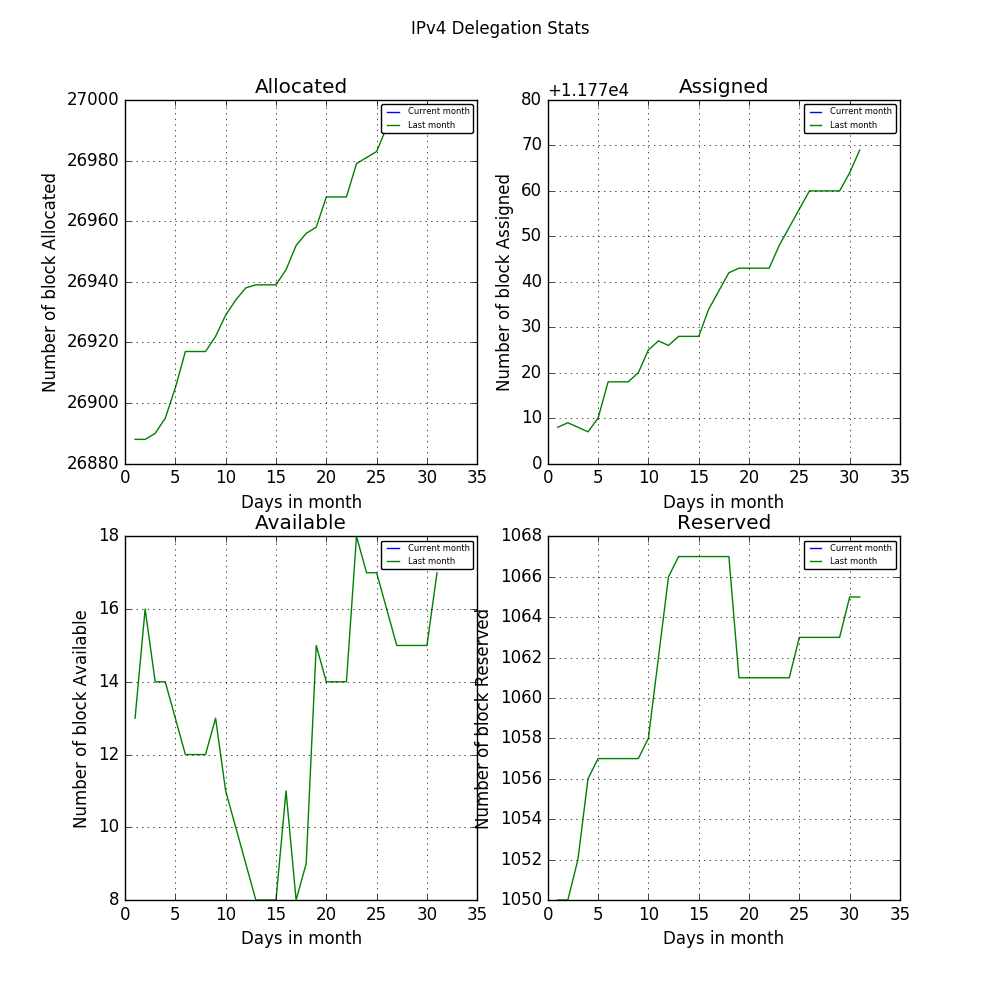 IPv4 Delegation Stats
Allocated
Number of block Allocated
27000
26980
26960
26940
26920
26900
26880
0 5 10 15 20 25 30 35
Days in month
Current month
Last month
+1.177e4
Assigned
Number of block Assigned
80
70
60
50
40
30
20
10
0
0 5 10 15 20 25 30 35
Days in month
Current month
Last month
Available
Number of block Available
18
16
14
12
10
8
0 5 10 15 20 25 30 35
Days in month
Current month
Last month
Reserved
Number of block Reserved
1068
1066
1064
1062
1060
1058
1056
1054
1052
1050
0 5 10 15 20 25 30 35
Days in month
Current month
Last month